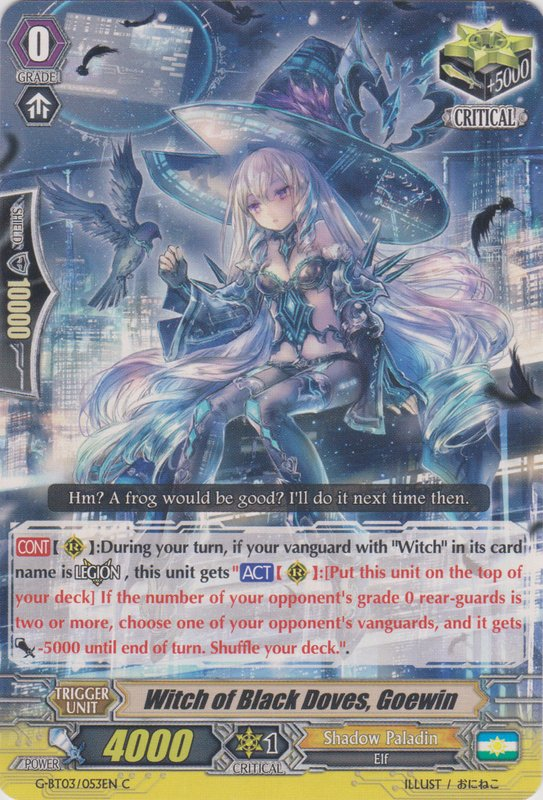 0
GRADE
+5000
CRITICAL
SHIELD
10000
Hm? A frog would be good? I'll do it next time then.
CONT【R】:During your turn, if your vanguard with "Witch" in its card
name is LEGION , this unit gets "ACT【R】:[Put this unit on the top of
your deck] If the number of your opponent's grade 0 rear-guards is
two or more, choose one of your opponent's vanguards, and it gets
-5000 until end of turn. Shuffle your deck.".
TRIGGER
UNIT
Witch of Black Doves, Goewin
POWER
4000
1
CRITICAL
Shadow Paladin
Elf
G-BT03/053EN C
ILLUST / おにねこ